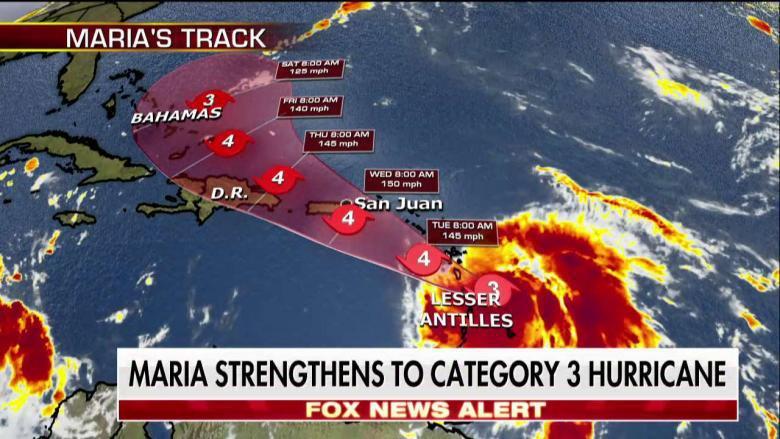 MARIA'S TRACK
SAT 8:00 AM
125 mph
3
FRI 8:00 AM
140 mph
BAHAMAS
4
THU 8:00 AM
145 mph
4
WED 8:00 AM
150 mph
D.R.
San Juan
4
TUE 8:00 AM
145 mph
4
3
LESSER
ANTILLES
MARIA STRENGTHENS TO CATEGORY 3 HURRICANE
FOX NEWS ALERT